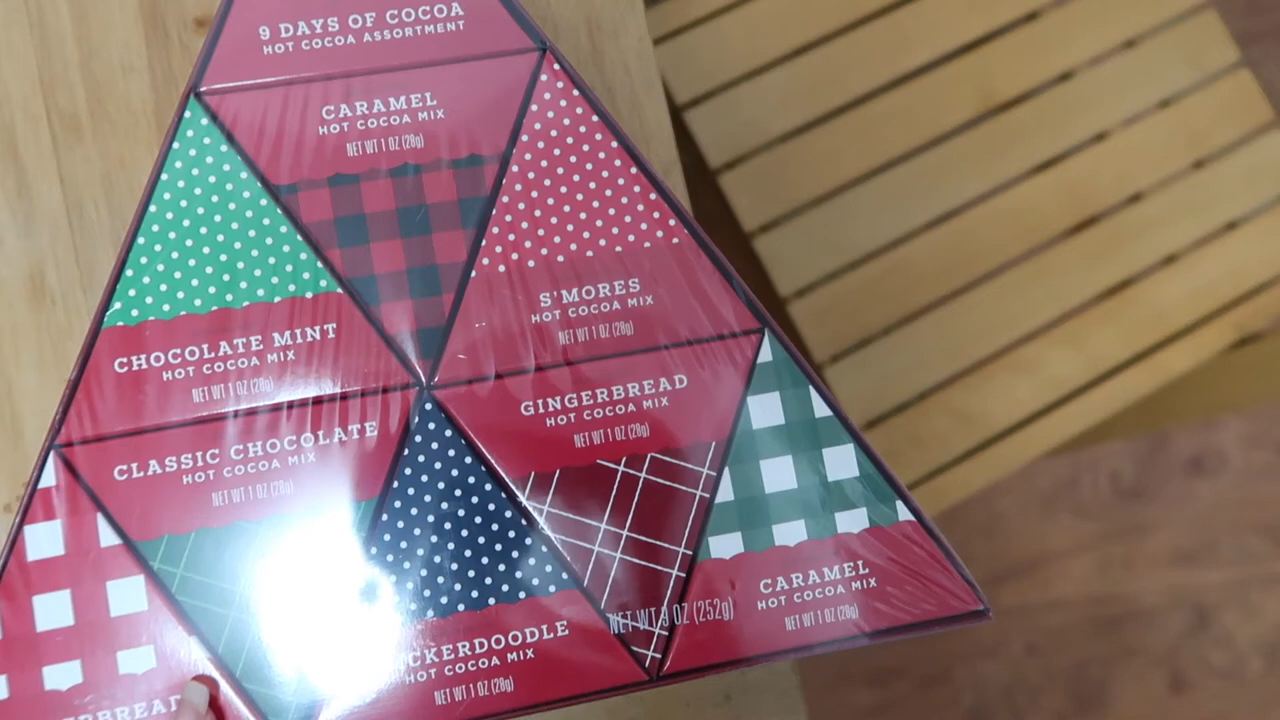 9 DAYS OF COCOA
HOT COCOA ASSORTMENT
CARAMEL
HOT COCOA MIX
NET WT 1 OZ (28g)
S'MORES
HOT COCOA MIX
NET WT 1 OZ (28g)
CHOCOLATE MINT
HOT COCOA MIX
NET WT 1 OZ (28g)
GINGERBREAD
HOT COCOA MIX
NET WT 1 OZ (28g)
CLASSIC CHOCOLATE
HOT COCOA MIX
NET WT 1 OZ (28g)
CARAMEL
HOT COCOA MIX
NET WT 1 OZ (28g)
NET WT 9 OZ (252g)
CKERDOODLE
HOT COCOA MIX
NET WT 1 OZ (28g)